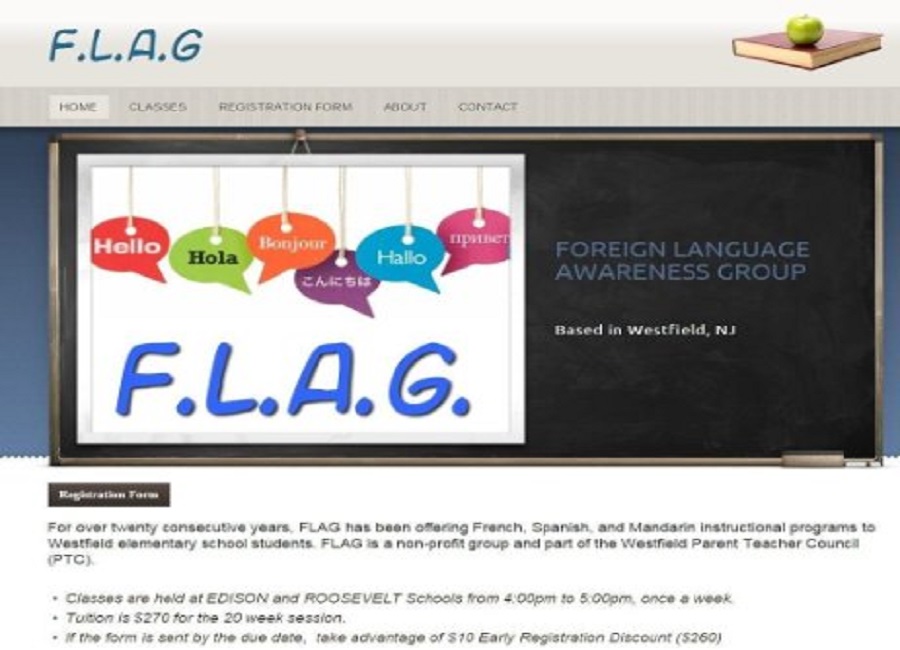 F.L.A.G
HOME CLASSES REGISTRATION FORM ABOUT CONTACT
Hello
Hola
Bonjour
こんにちは
Hallo
привет
F.L.A.G.
FOREIGN LANGUAGE
AWARENESS GROUP
Based in Westfield, NJ
Registration Form
For over twenty consecutive years, FLAG has been offering French, Spanish, and Mandarin instructional programs to
Westfield elementary school students. FLAG is a non-profit group and part of the Westfield Parent Teacher Council
(PTC).
• Classes are held at EDISON and ROOSEVELT Schools from 4:00pm to 5:00pm, once a week.
• Tuition is $270 for the 20 week session.
• If the form is sent by the due date, take advantage of $10 Early Registration Discount ($260)